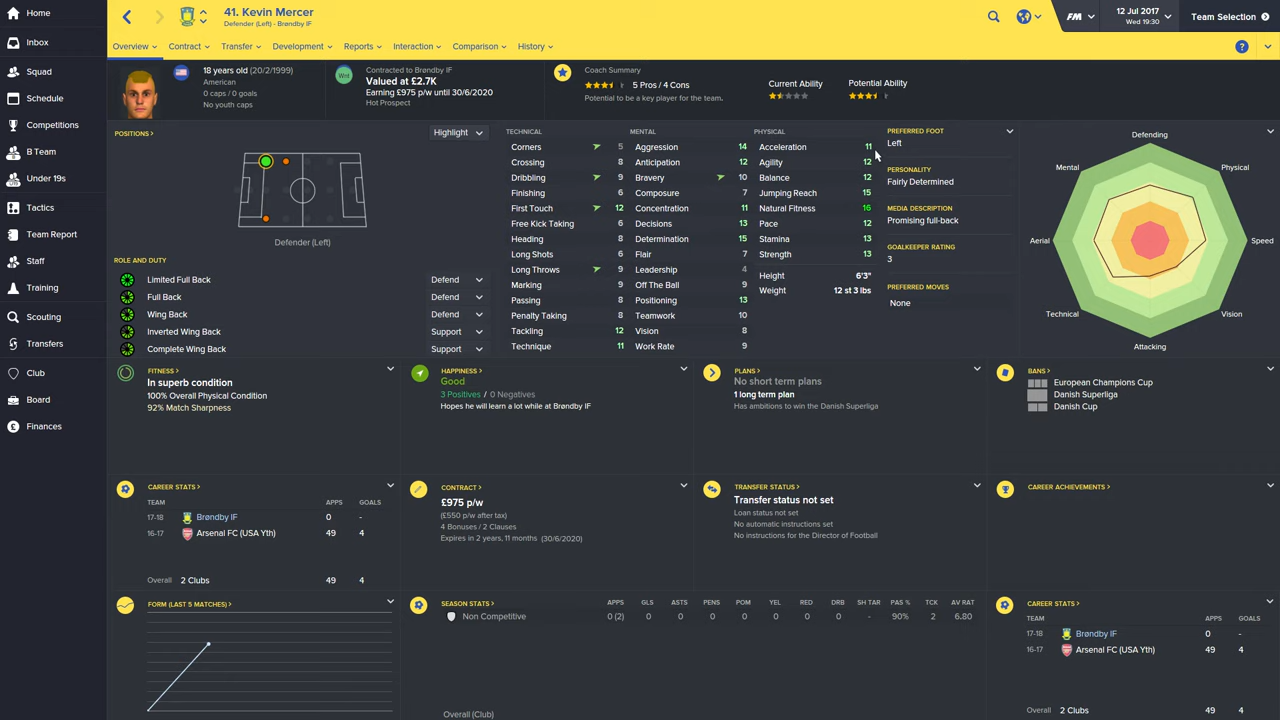 Home
Inbox
Squad
Schedule
Competitions
B Team
Under 19s
Tactics
Team Report
Staff
Training
Scouting
Transfers
Club
Board
Finances
41. Kevin Mercer
Defender (Left) - Brøndby IF
FM
12 Jul 2017
Wed 19:30
Team Selection
Overview
Contract
Transfer
Development
Reports
Interaction
Comparison
History
?
18 years old (20/2/1999)
American
0 caps / 0 goals
No youth caps
Wnt
Contracted to Brøndby IF
Valued at £2.7K
Earning £975 p/w until 30/6/2020
Hot Prospect
Coach Summary
5 Pros / 4 Cons
Potential to be a key player for the team.
Current Ability
Potential Ability
POSITIONS >
Highlight
Defender (Left)
ROLE AND DUTY
Limited Full Back Defend
Full Back Defend
Wing Back Defend
Inverted Wing Back Support
Complete Wing Back Support
TECHNICAL
Corners 5
Crossing 8
Dribbling 9
Finishing 6
First Touch 12
Free Kick Taking 6
Heading 8
Long Shots 6
Long Throws 9
Marking 9
Passing 8
Penalty Taking 8
Tackling 12
Technique 11
MENTAL
Aggression 14
Anticipation 12
Bravery 10
Composure 7
Concentration 11
Decisions 13
Determination 15
Flair 7
Leadership 4
Off The Ball 9
Positioning 13
Teamwork 10
Vision 8
Work Rate 9
PHYSICAL
Acceleration 11
Agility 12
Balance 12
Jumping Reach 15
Natural Fitness 16
Pace 12
Stamina 13
Strength 13
Height 6'3"
Weight 12 st 3 lbs
PREFERRED FOOT
Left
PERSONALITY
Fairly Determined
MEDIA DESCRIPTION
Promising full-back
GOALKEEPER RATING
3
PREFERRED MOVES
None
Defending
Physical
Speed
Vision
Attacking
Technical
Aerial
Mental
FITNESS >
In superb condition
100% Overall Physical Condition
92% Match Sharpness
HAPPINESS >
Good
3 Positives / 0 Negatives
Hopes he will learn a lot while at Brøndby IF
PLANS >
No short term plans
1 long term plan
Has ambitions to win the Danish Superliga
BANS >
European Champions Cup
Danish Superliga
Danish Cup
CAREER STATS >
TEAM APPS GOALS
17-18 Brøndby IF 0 -
16-17 Arsenal FC (USA Yth) 49 4
Overall 2 Clubs 49 4
CONTRACT >
£975 p/w
(£550 p/w after tax)
4 Bonuses / 2 Clauses
Expires in 2 years, 11 months (30/6/2020)
TRANSFER STATUS >
Transfer status not set
Loan status not set
No automatic instructions set
No instructions for the Director of Football
CAREER ACHIEVEMENTS >
FORM (LAST 5 MATCHES) >
SEASON STATS >
APPS GLS ASTS PENS POM YEL RED DRB SH TAR PAS % TCK AV RAT
Non Competitive 0 (2) 0 0 0 0 0 0 0 - 90% 2 6.80
Overall (Club)
CAREER STATS >
TEAM APPS GOALS
17-18 Brøndby IF 0 -
16-17 Arsenal FC (USA Yth) 49 4
Overall 2 Clubs 49 4